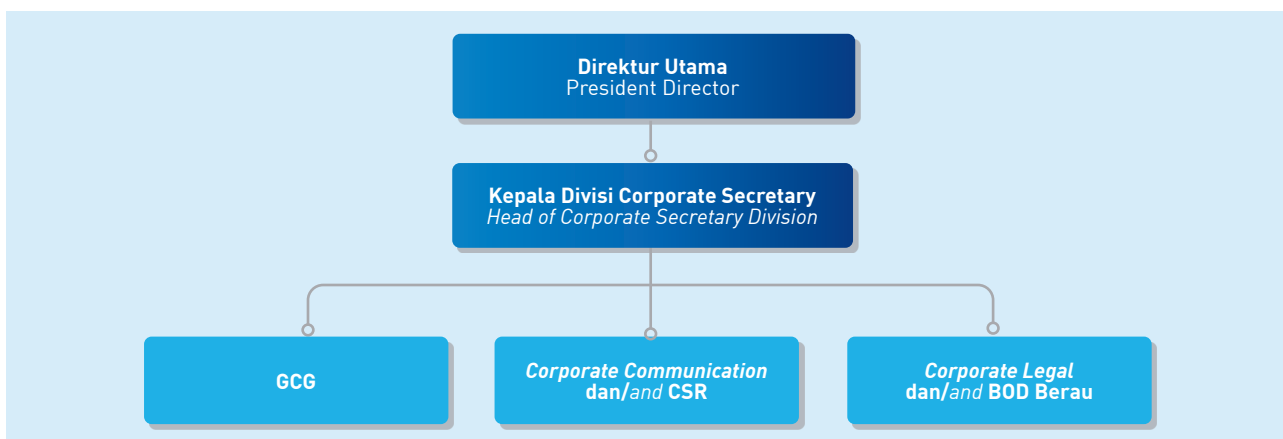 Direktur Utama
President Director
Kepala Divisi Corporate Secretary
Head of Corporate Secretary Division
GCG
Corporate Communication
dan/and CSR
Corporate Legal
dan/and BOD Berau